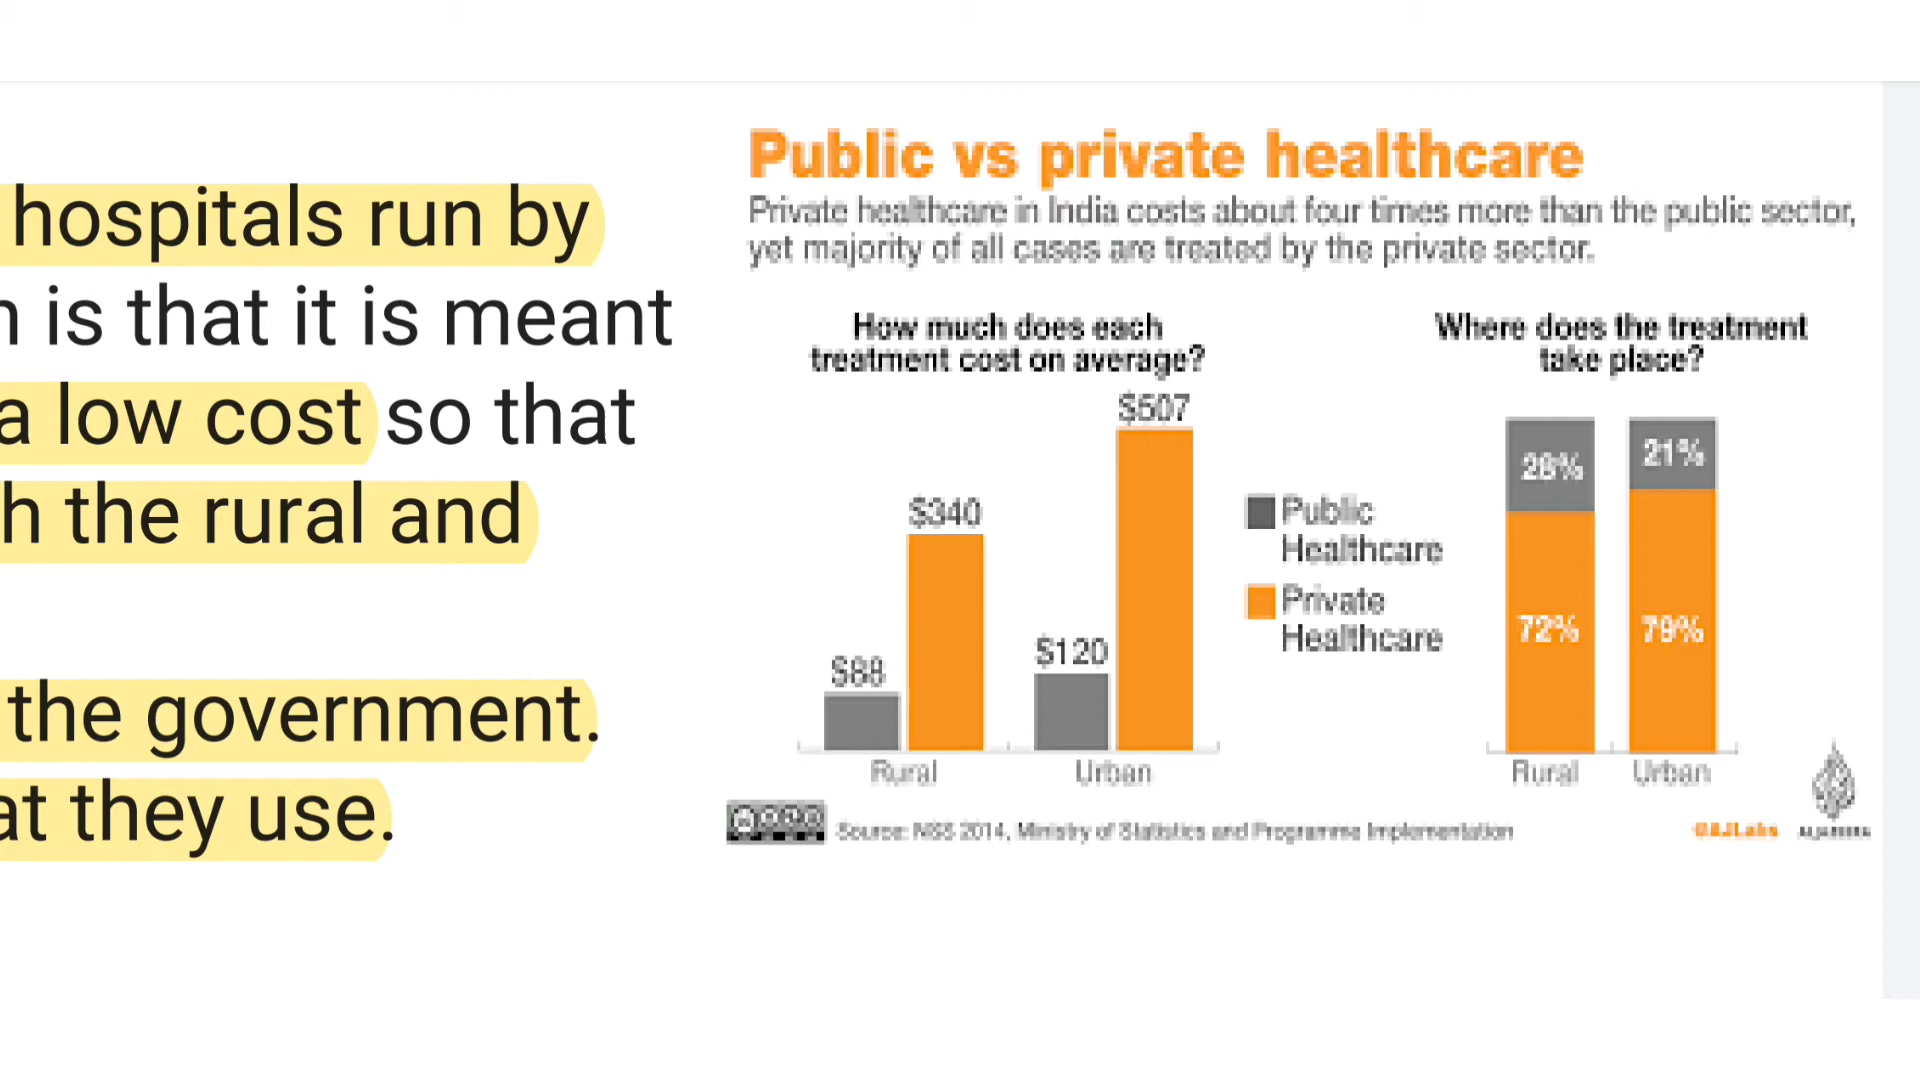 hospitals run by
is that it is meant
a low cost so that
the rural and
the government.
they use.
Public vs private healthcare
Private healthcare in India costs about four times more than the public sector,
yet majority of all cases are treated by the private sector.
How much does each
treatment cost on average?
$507
$340
$120
$88
Rural
Urban
Public
Healthcare
Private
Healthcare
Where does the treatment
take place?
28%
21%
72%
79%
Rural
Urban
Source: NSS 2014, Ministry of Statistics and Programme Implementation
@AJLabs
ALJAZEERA